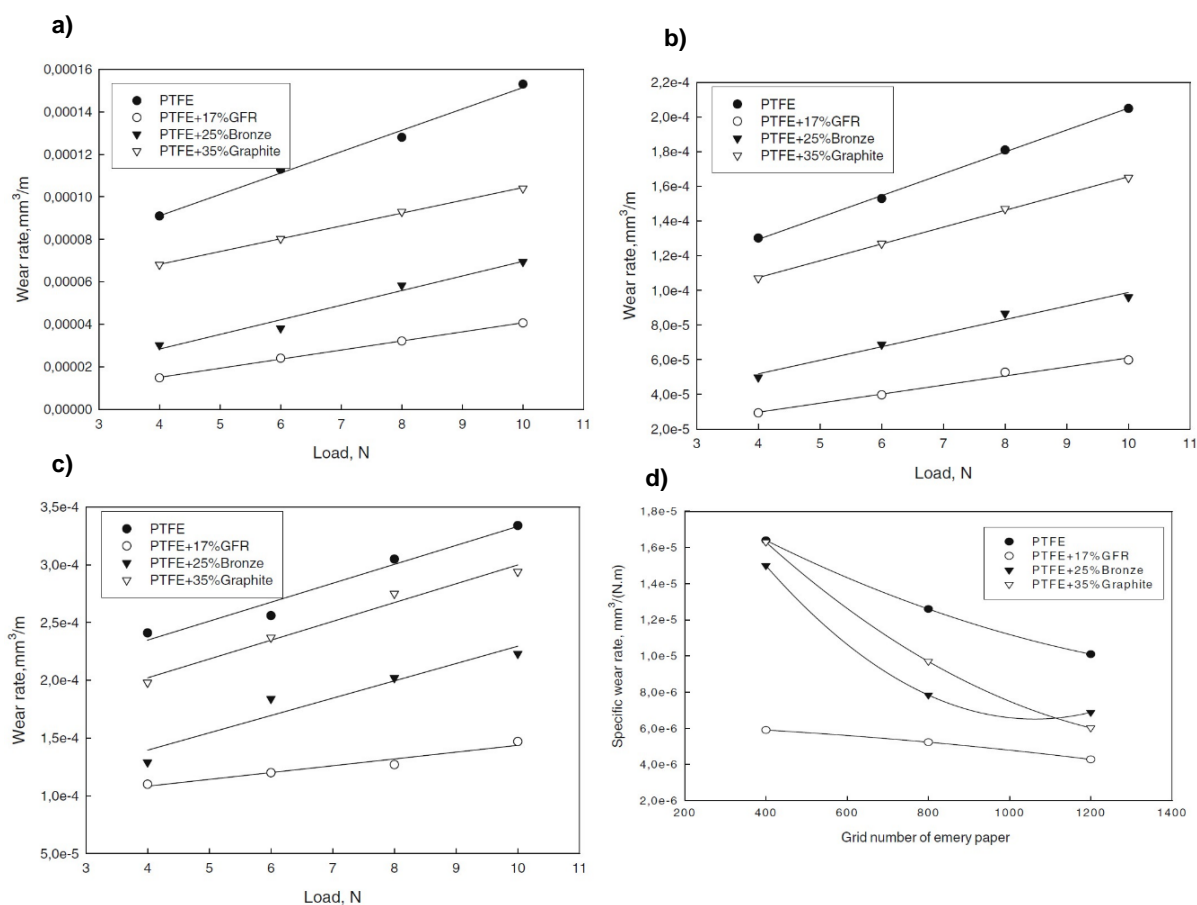 a)
0,00016
0,00014
0,00012
0,00010
0,00008
0,00006
0,00004
0,00002
0,00000
Wear rate,mm³/m
PTFE
PTFE+17%GFR
PTFE+25%Bronze
PTFE+35%Graphite
3 4 5 6 7 8 9 10 11
Load, N
b)
2,2e-4
2,0e-4
1,8e-4
1,6e-4
1,4e-4
1,2e-4
1,0e-4
8,0e-5
6,0e-5
4,0e-5
2,0e-5
Wear rate,mm³/m
PTFE
PTFE+17%GFR
PTFE+25%Bronze
PTFE+35%Graphite
3 4 5 6 7 8 9 10 11
Load, N
c)
3,5e-4
3,0e-4
2,5e-4
2,0e-4
1,5e-4
1,0e-4
5,0e-5
Wear rate,mm³/m
PTFE
PTFE+17%GFR
PTFE+25%Bronze
PTFE+35%Graphite
3 4 5 6 7 8 9 10 11
Load, N
d)
1,8e-5
1,6e-5
1,4e-5
1,2e-5
1,0e-5
8,0e-6
6,0e-6
4,0e-6
2,0e-6
Specific wear rate, mm³/(N.m)
PTFE
PTFE+17%GFR
PTFE+25%Bronze
PTFE+35%Graphite
200 400 600 800 1000 1200 1400
Grid number of emery paper